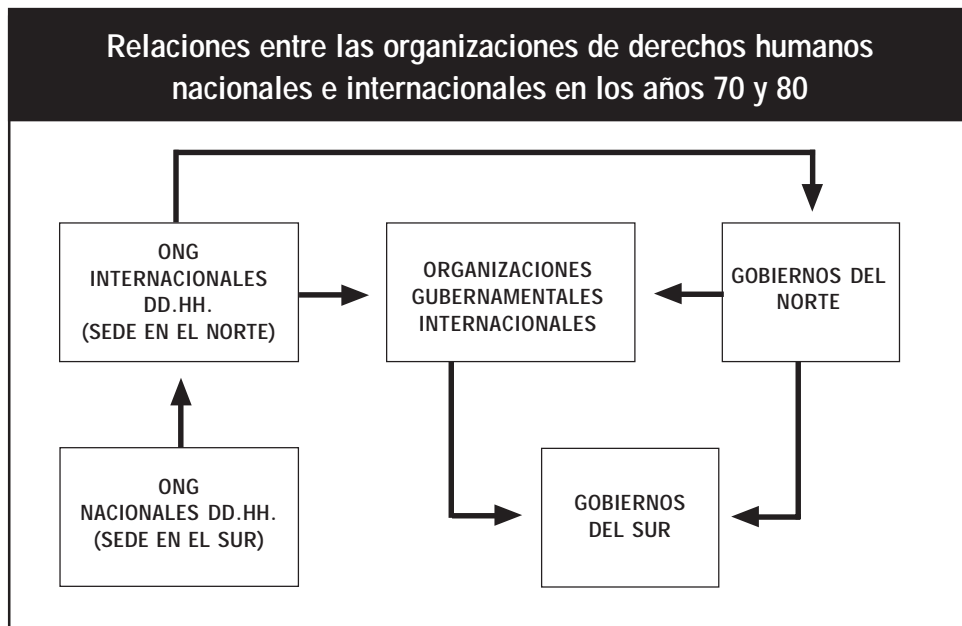 Relaciones entre las organizaciones de derechos humanos
nacionales e internacionales en los años 70 y 80
ONG
INTERNACIONALES
DD.HH.
(SEDE EN EL NORTE)
ORGANIZACIONES
GUBERNAMENTALES
INTERNACIONALES
GOBIERNOS DEL
NORTE
ONG
NACIONALES DD.HH.
(SEDE EN EL SUR)
GOBIERNOS
DEL SUR